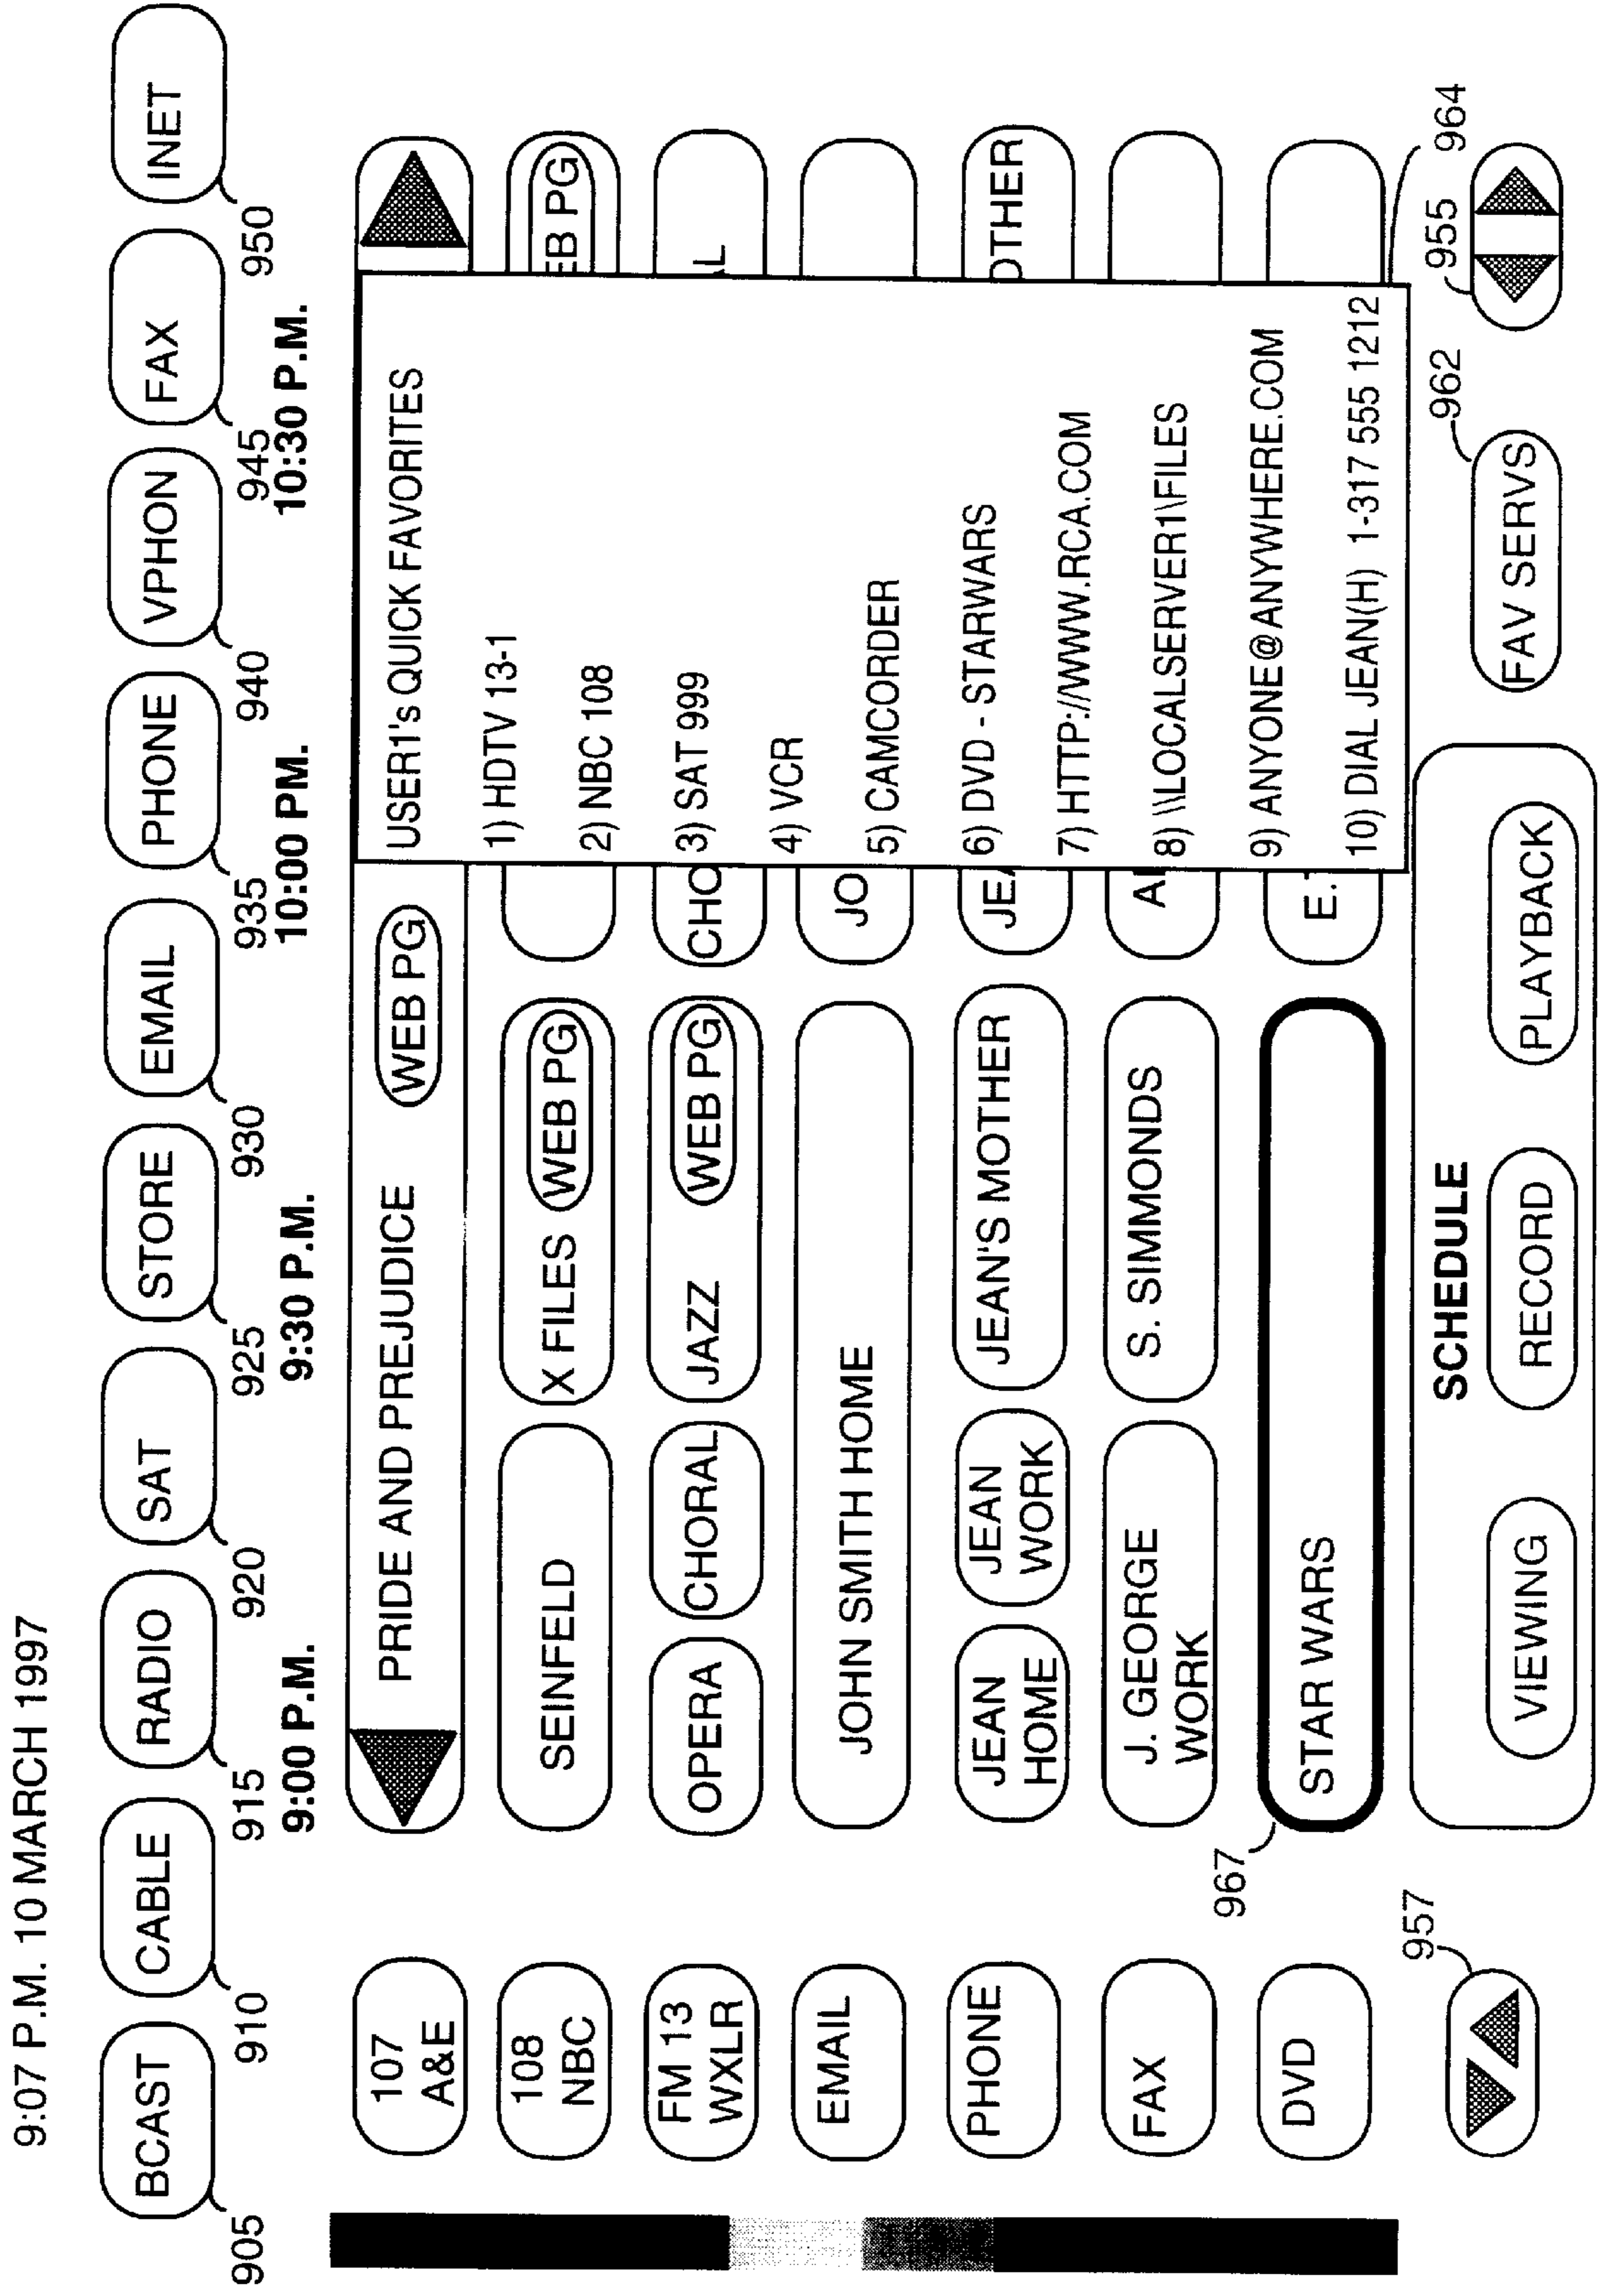 9:07 P.M. 10 MARCH 1997
BCAST CABLE RADIO SAT STORE EMAIL PHONE VPHON FAX INET
905 910 915 920 925 930 935 940 945 950
9:00 P.M. 9:30 P.M. 10:00 PM. 10:30 P.M.
107
A&E
PRIDE AND PREJUDICE WEB PG
USER1's QUICK FAVORITES
108
NBC
SEINFELD X FILES WEB PG EB PG
1) HDTV 13-1
2) NBC 108
FM 13
WXLR
OPERA CHORAL JAZZ WEB PG CHO L
3) SAT 999
4) VCR
EMAIL JOHN SMITH HOME JO
5) CAMCORDER
PHONE
JEAN
HOME
JEAN
WORK
JEAN'S MOTHER JEA OTHER
6) DVD - STARWARS
7) HTTP://WWW.RCA.COM
FAX
J. GEORGE
WORK
S. SIMMONDS
8) \\LOCALSERVER1\FILES
967
DVD STAR WARS E.
9) ANYONE@ANYWHERE.COM
10) DIAL JEAN(H) 1-317 555 1212
964
957
SCHEDULE
VIEWING RECORD PLAYBACK
FAV SERVS
962
955